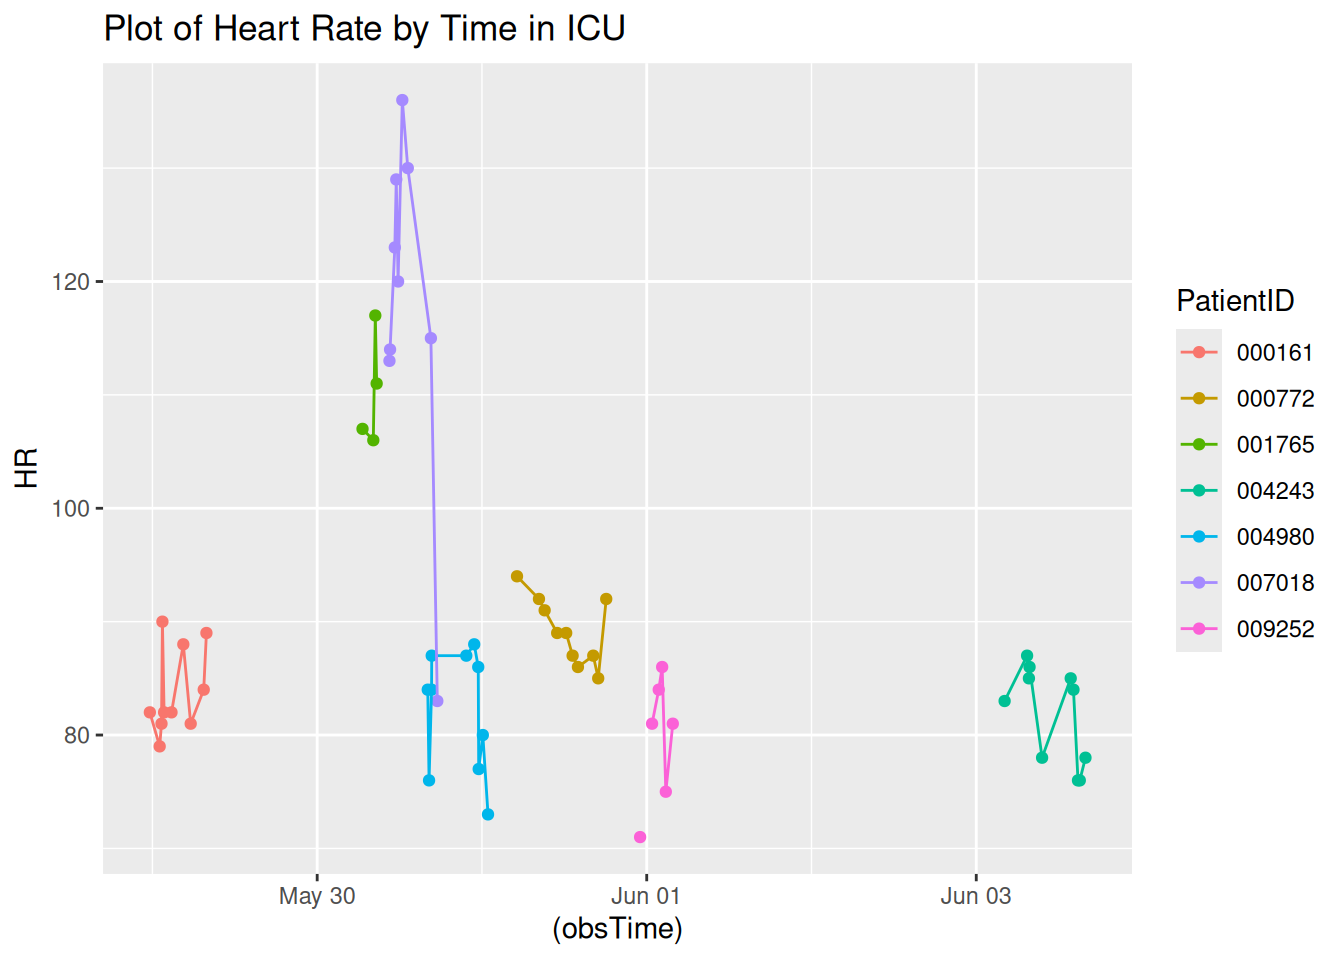 Plot of Heart Rate by Time in ICU
HR
120
100
80
May 30
Jun 01
Jun 03
(obsTime)
PatientID
000161
000772
001765
004243
004980
007018
009252